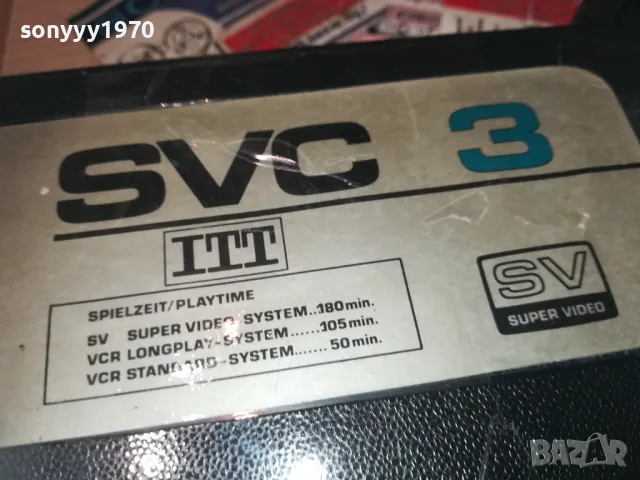 sonyyy1970
SVC 3
ITT
SPIELZEIT/PLAYTIME
SV SUPER VIDEO-SYSTEM..180min.
VCR LONGPLAY-SYSTEM......105min.
VCR STANDARD-SYSTEM...... 50min.
SV
SUPER VIDEO
BAZAR
bg